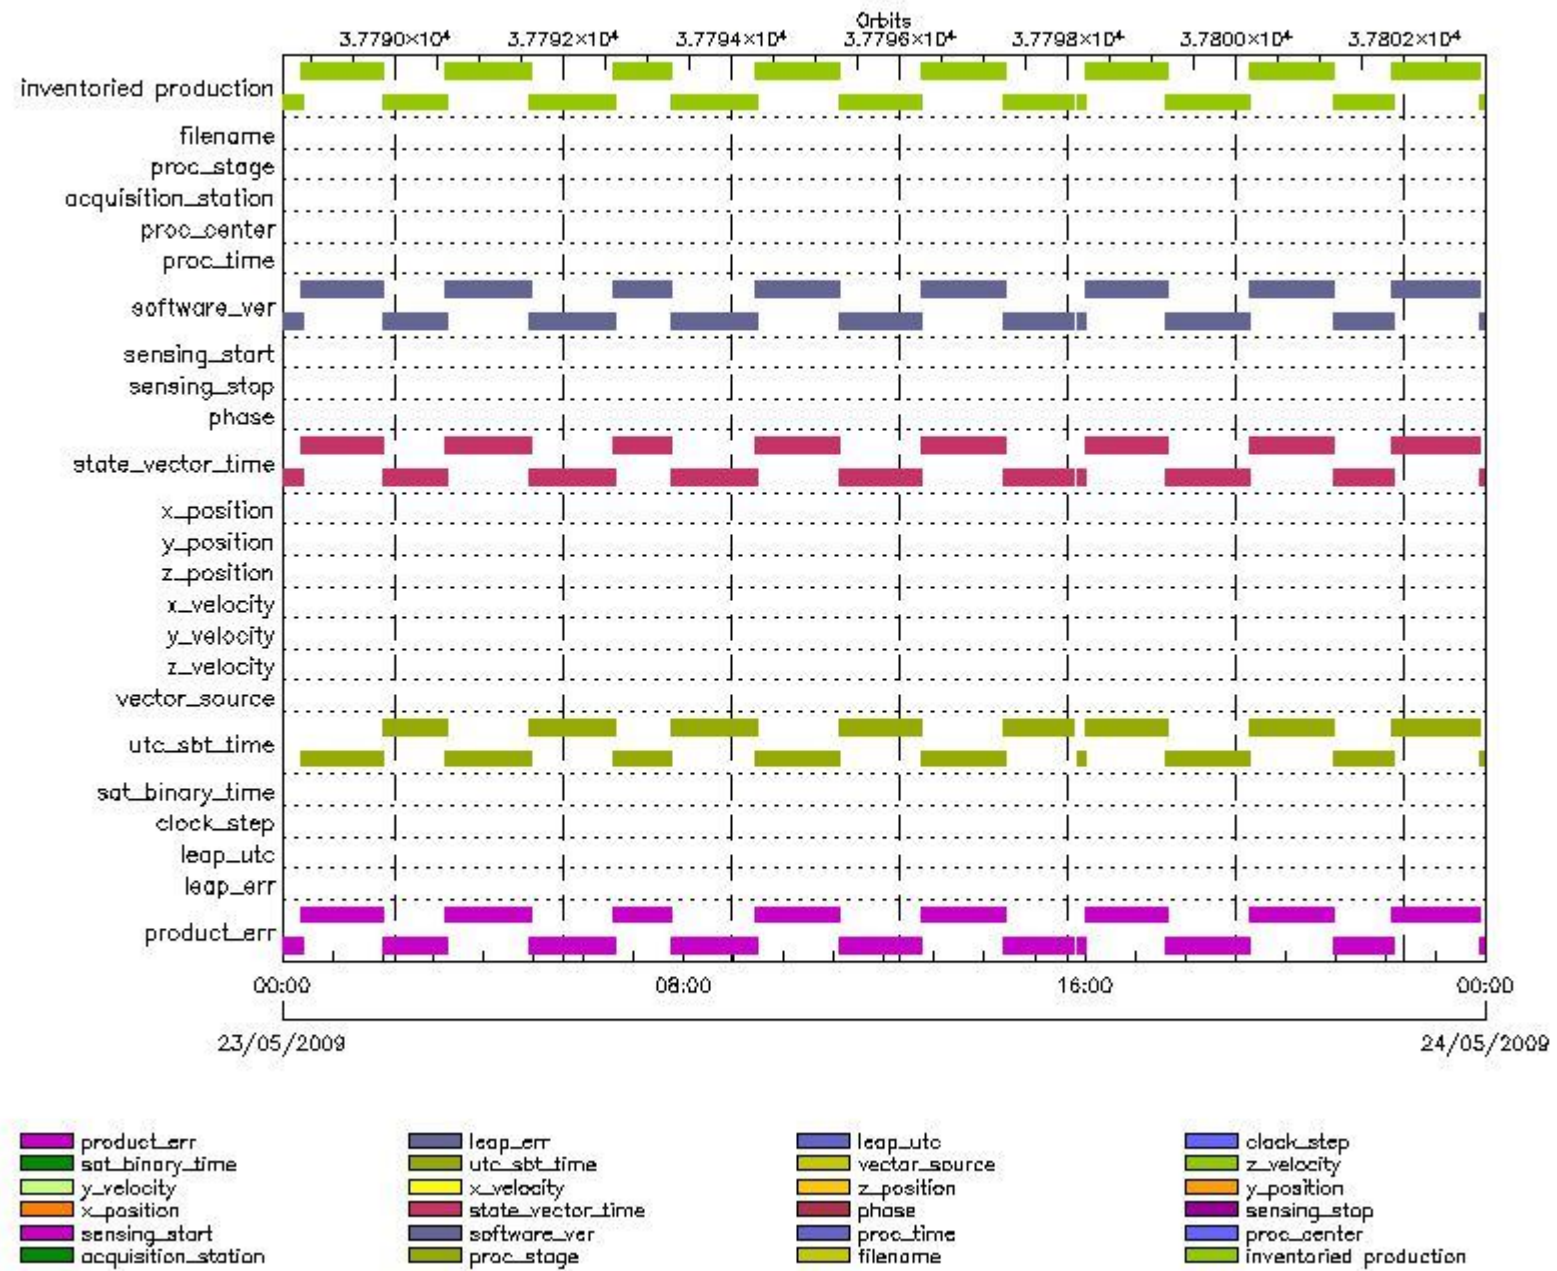 Orbits
3.7790×10⁴ 3.7792×10⁴ 3.7794×10⁴ 3.7796×10⁴ 3.7798×10⁴ 3.7800×10⁴ 3.7802×10⁴
inventoried production
filename
proc_stage
acquisition_station
proc_center
proc_time
software_ver
sensing_start
sensing_stop
phase
state_vector_time
x_position
y_position
z_position
x_velocity
y_velocity
z_velocity
vector_source
utc_sbt_time
sat_binary_time
clock_step
leap_utc
leap_err
product_err
00:00 08:00 16:00 00:00
23/05/2009 24/05/2009
product_err leap_err leap_utc clock_step
sat_binary_time utc_sbt_time vector_source z_velocity
y_velocity x_velocity z_position y_position
x_position state_vector_time phase sensing_stop
sensing_start software_ver proc_time proc_center
acquisition_station proc_stage filename inventoried production